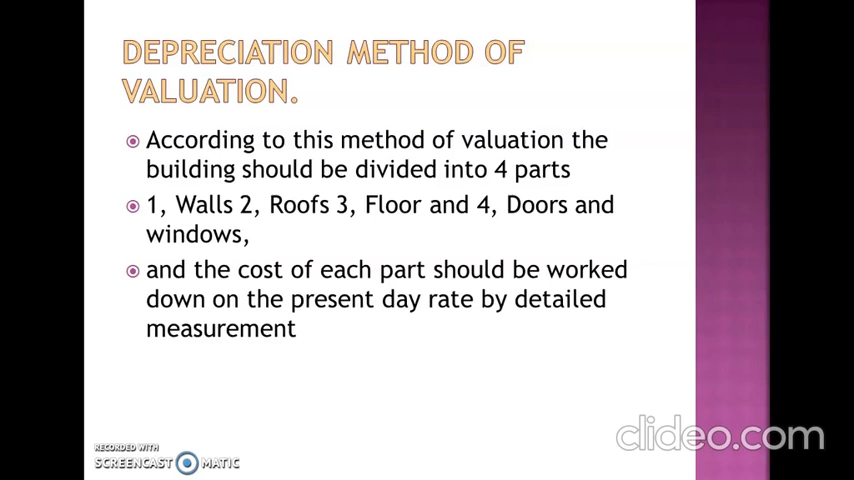 DEPRECIATION METHOD OF
VALUATION.
According to this method of valuation the
building should be divided into 4 parts
1, Walls 2, Roofs 3, Floor and 4, Doors and
windows,
and the cost of each part should be worked
down on the present day rate by detailed
measurement
RECORDED WITH
SCREENCAST MATIC
clideo.com